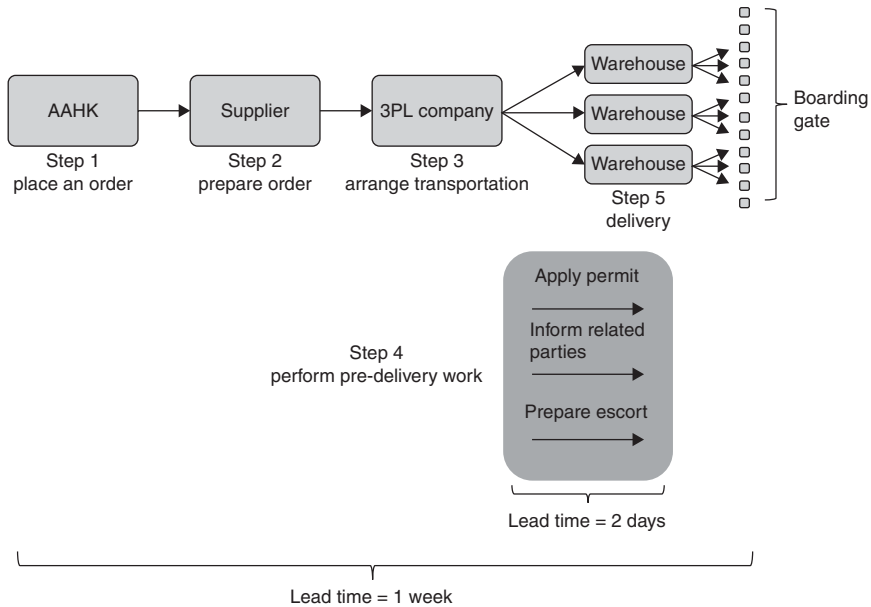 AAHK
Supplier
3PL company
Warehouse
Warehouse
Warehouse
Boarding
gate
Step 1
place an order
Step 2
prepare order
Step 3
arrange transportation
Step 5
delivery
Step 4
perform pre-delivery work
Apply permit
Inform related
parties
Prepare escort
Lead time = 2 days
Lead time = 1 week